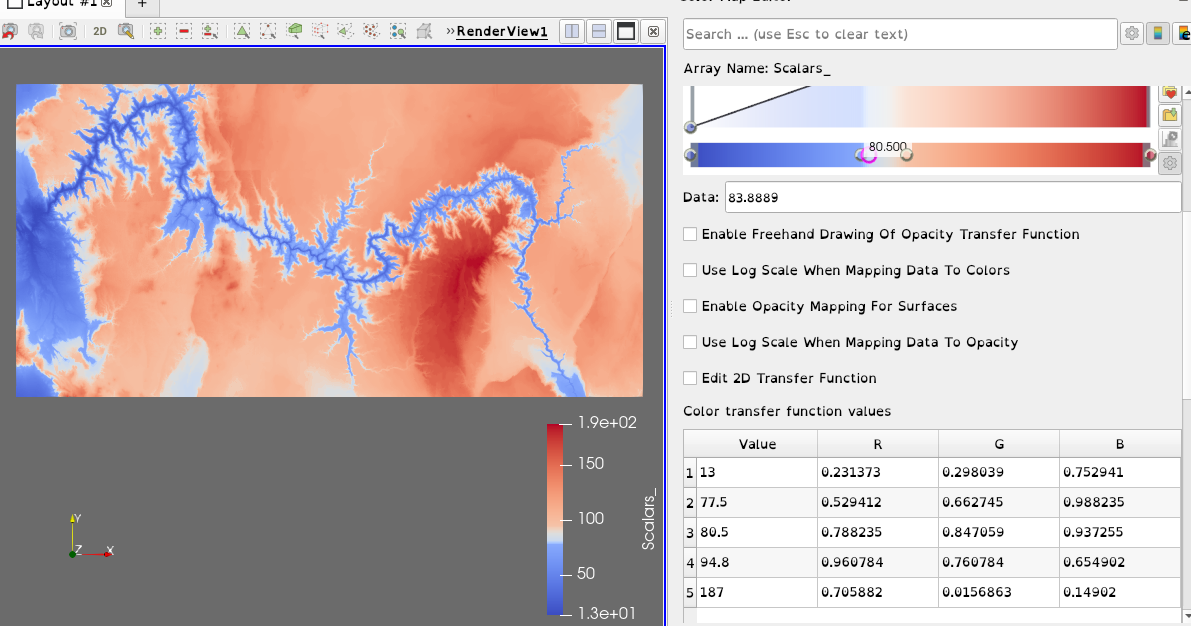 Layout #1
+
2D
»RenderView1
Y
Z
X
1.9e+02
150
100
50
1.3e+01
Scalars_
Search ... (use Esc to clear text)
Array Name: Scalars_
80.500
Data: 83.8889
Enable Freehand Drawing Of Opacity Transfer Function
Use Log Scale When Mapping Data To Colors
Enable Opacity Mapping For Surfaces
Use Log Scale When Mapping Data To Opacity
Edit 2D Transfer Function
Color transfer function values
Value R G B
1 13 0.231373 0.298039 0.752941
2 77.5 0.529412 0.662745 0.988235
3 80.5 0.788235 0.847059 0.937255
4 94.8 0.960784 0.760784 0.654902
5 187 0.705882 0.0156863 0.14902